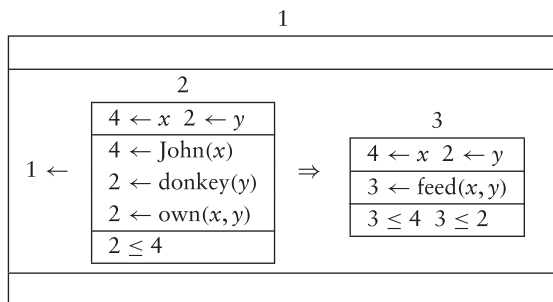 1
2
4 ← x 2 ← y
4 ← John(x)
1 ← 2 ← donkey(y) ⇒
2 ← own(x, y)
2 ≤ 4
3
4 ← x 2 ← y
3 ← feed(x, y)
3 ≤ 4 3 ≤ 2